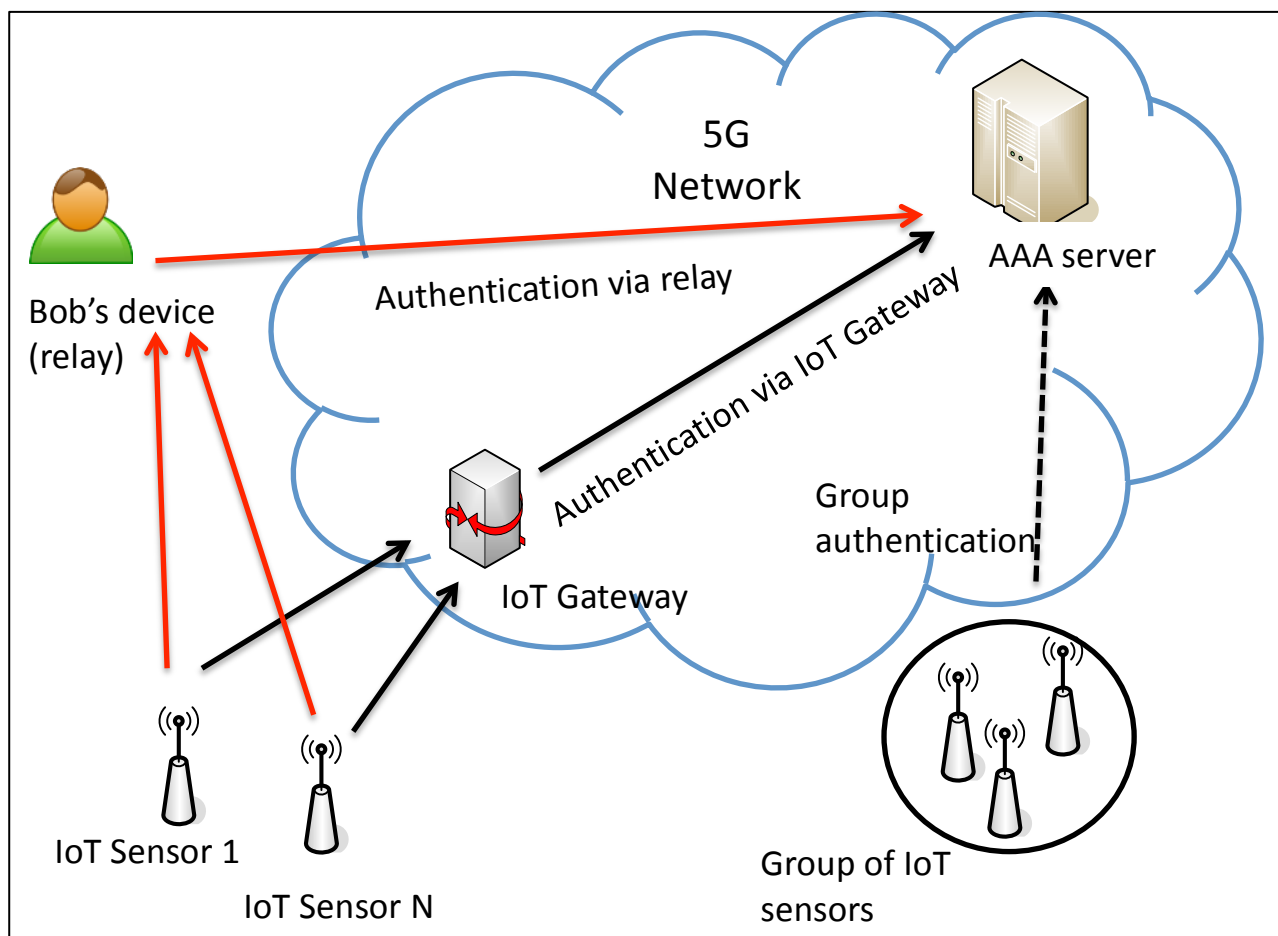 5G
Network
AAA server
Authentication via relay
Bob’s device
(relay)
Authentication via IoT Gateway
Group
authentication
IoT Gateway
IoT Sensor 1
IoT Sensor N
Group of IoT
sensors